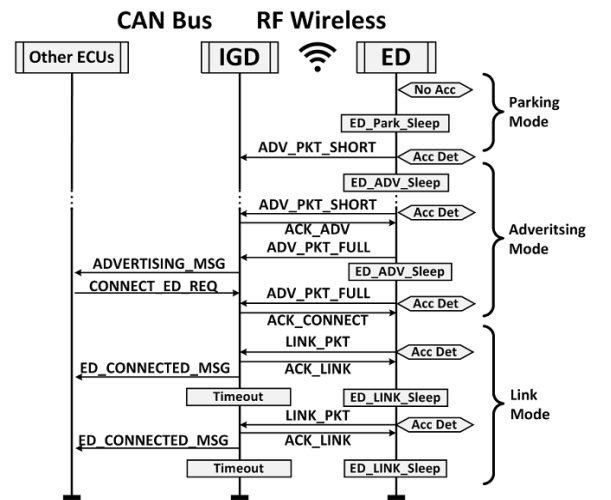 CAN Bus RF Wireless
Other ECUs IGD ED
No Acc
Parking
Mode
ED_Park_Sleep
ADV_PKT_SHORT Acc Det
ED_ADV_Sleep
ADV_PKT_SHORT Acc Det
ACK_ADV
Adveritsing
Mode
ADV_PKT_FULL
ADVERTISING_MSG ED_ADV_Sleep
CONNECT_ED_REQ ADV_PKT_FULL Acc Det
ACK_CONNECT
LINK_PKT Acc Det
ED_CONNECTED_MSG ACK_LINK
Timeout ED_LINK_Sleep
Link
Mode
LINK_PKT Acc Det
ED_CONNECTED_MSG ACK_LINK
Timeout ED_LINK_Sleep